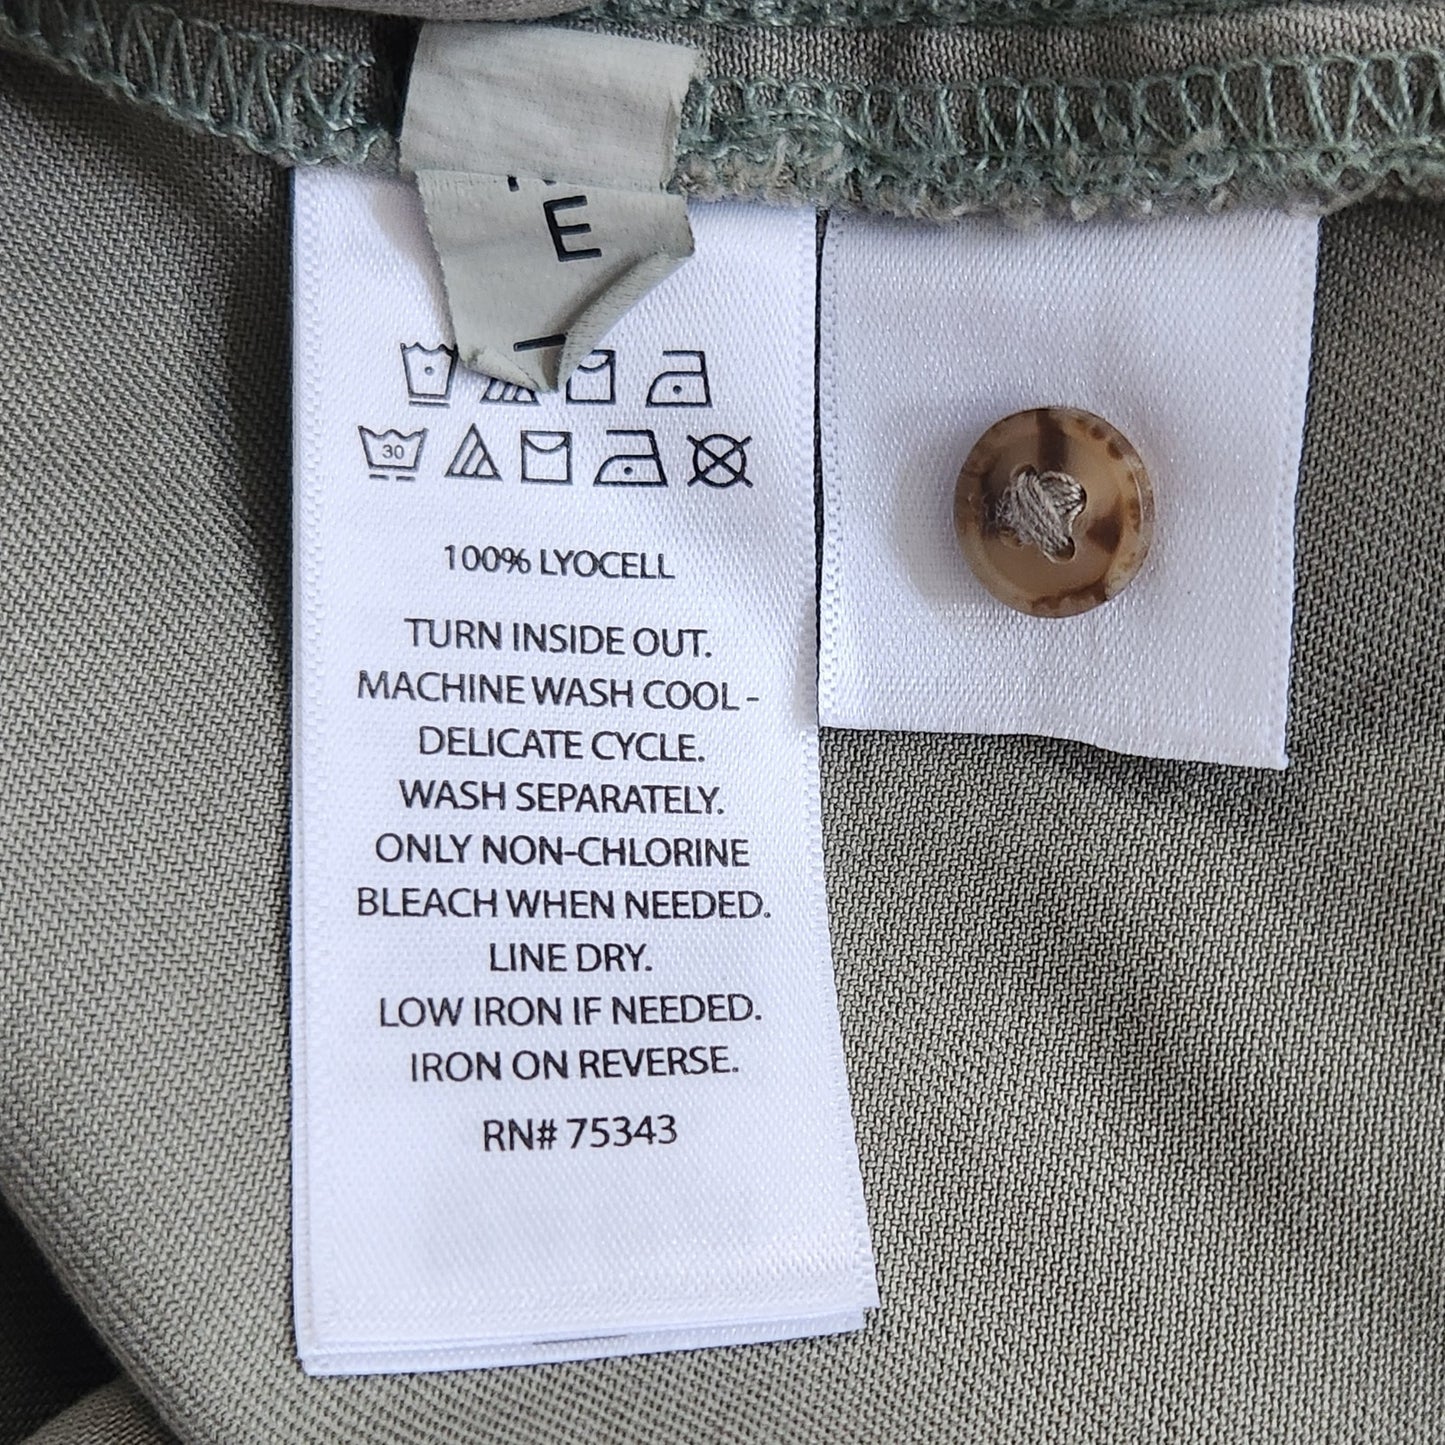 E
30
100% LYOCELL
TURN INSIDE OUT.
MACHINE WASH COOL -
DELICATE CYCLE.
WASH SEPARATELY.
ONLY NON-CHLORINE
BLEACH WHEN NEEDED.
LINE DRY.
LOW IRON IF NEEDED.
IRON ON REVERSE.
RN# 75343